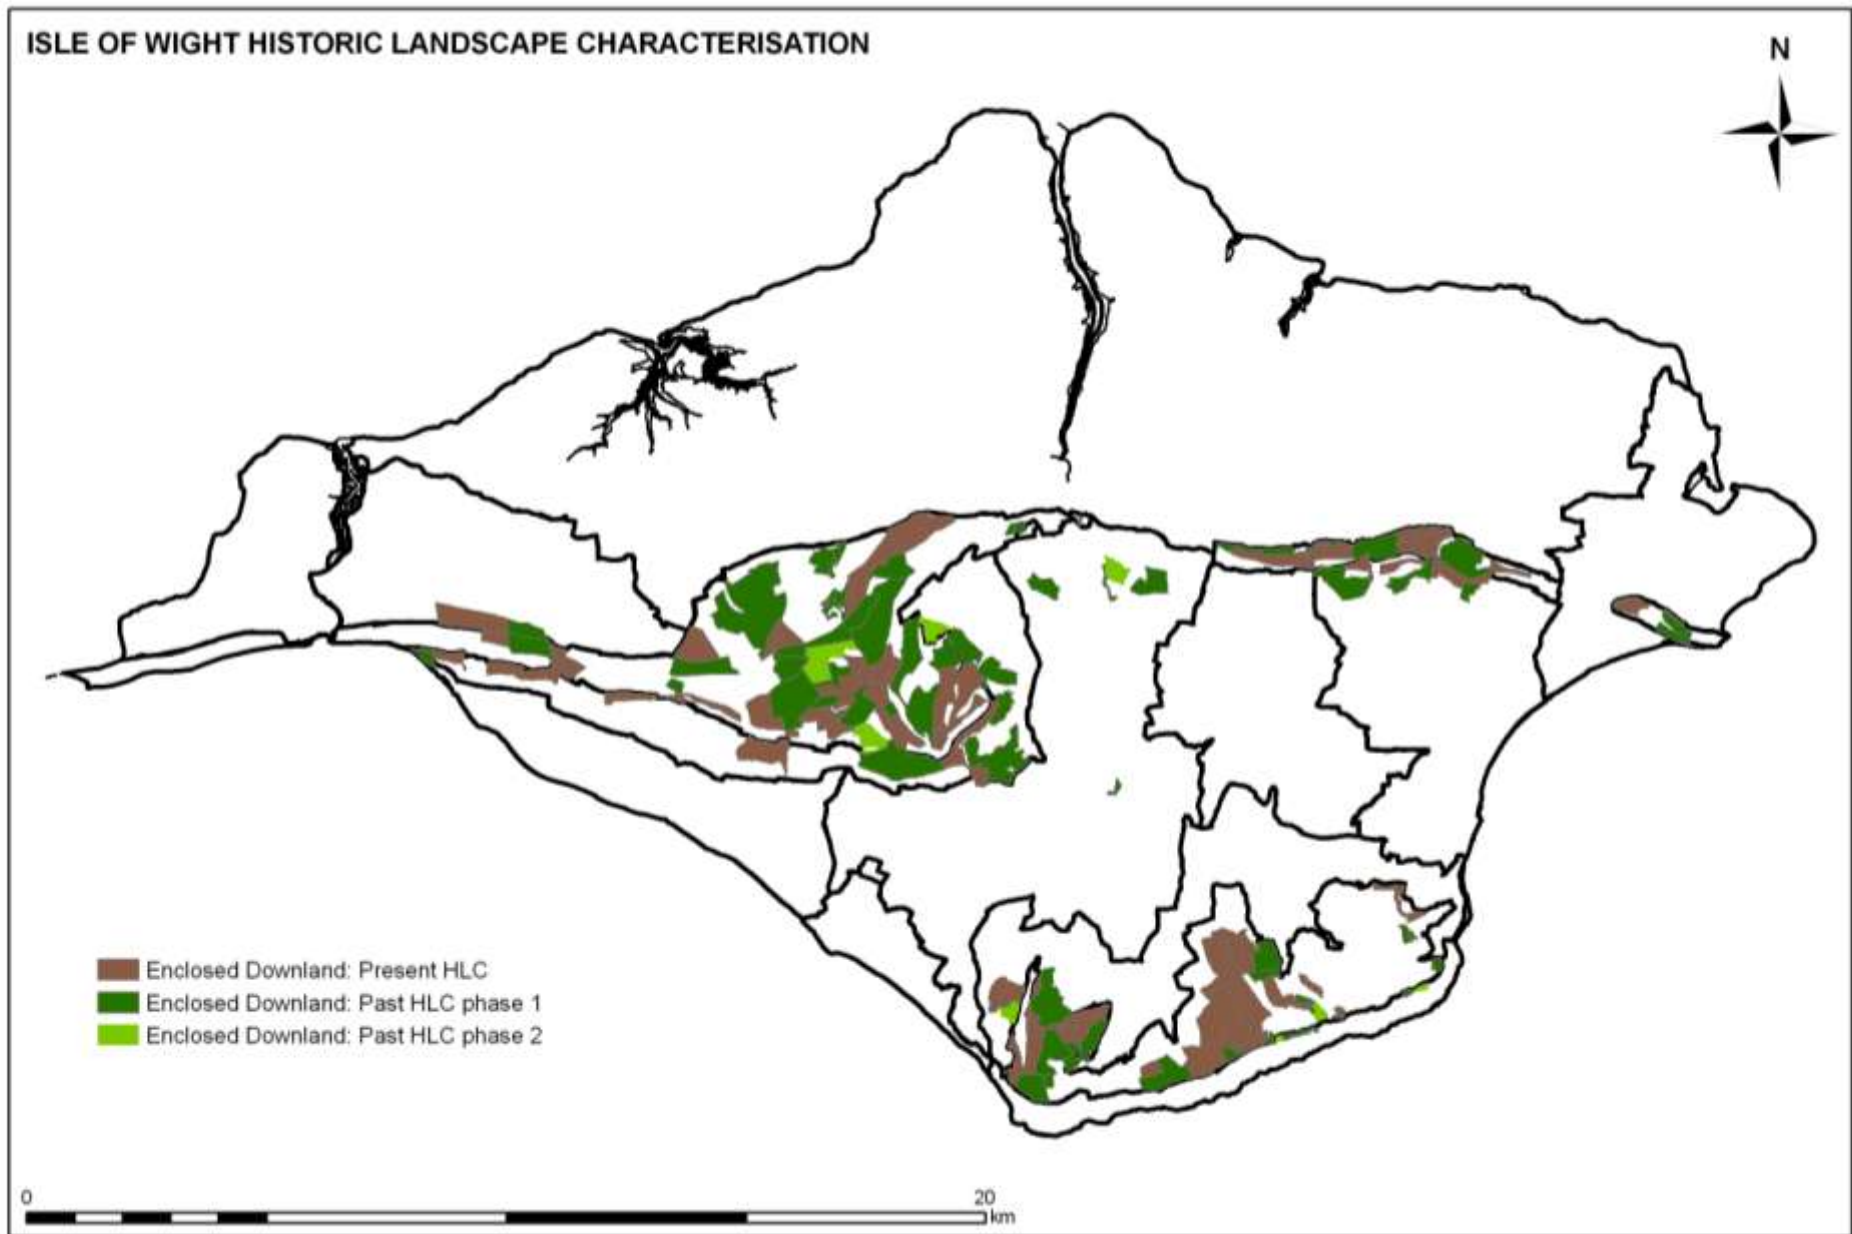 ISLE OF WIGHT HISTORIC LANDSCAPE CHARACTERISATION
N
Enclosed Downland: Present HLC
Enclosed Downland: Past HLC phase 1
Enclosed Downland: Past HLC phase 2
0 20
km